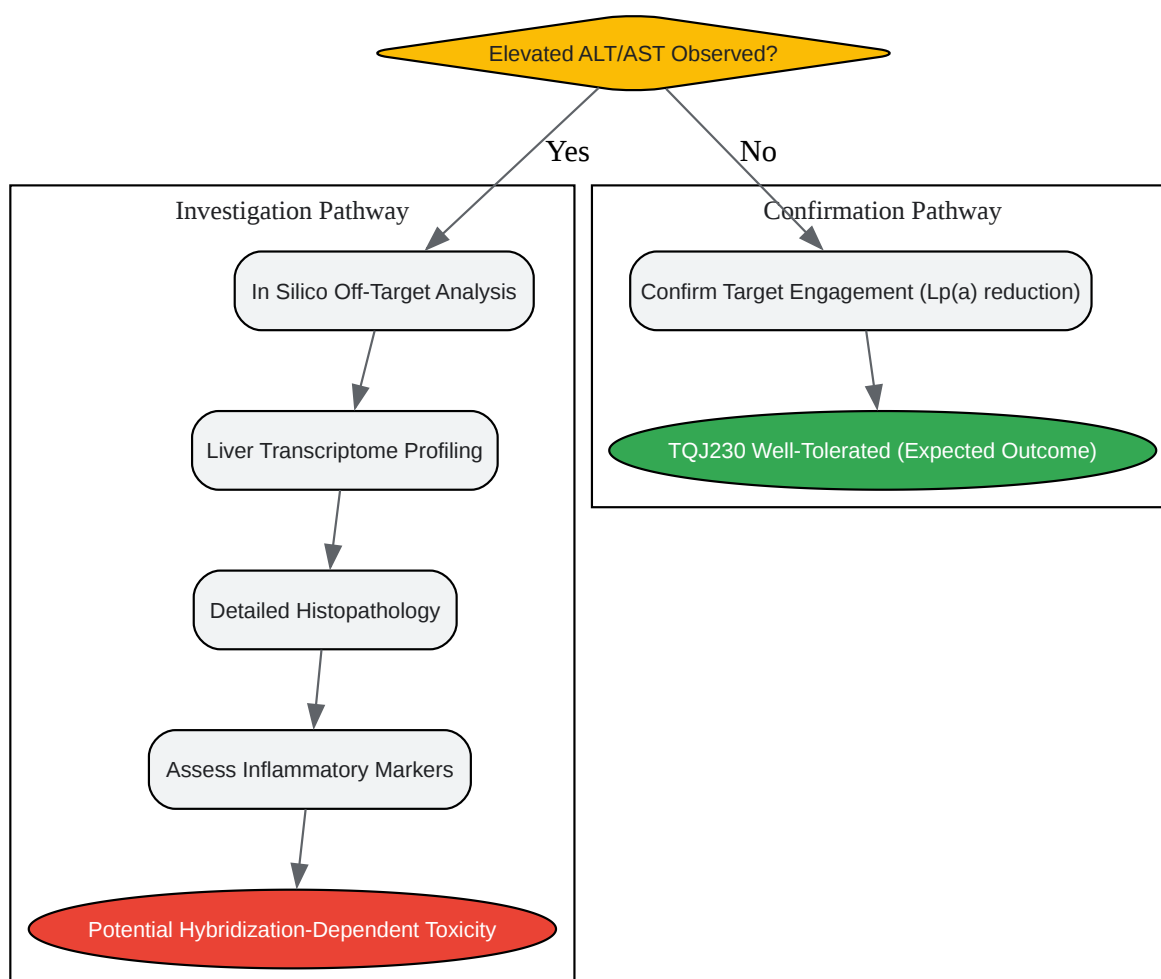 Elevated ALT/AST Observed?
Yes
No
Investigation Pathway
In Silico Off-Target Analysis
Liver Transcriptome Profiling
Detailed Histopathology
Assess Inflammatory Markers
Potential Hybridization-Dependent Toxicity
Confirmation Pathway
Confirm Target Engagement (Lp(a) reduction)
TQJ230 Well-Tolerated (Expected Outcome)